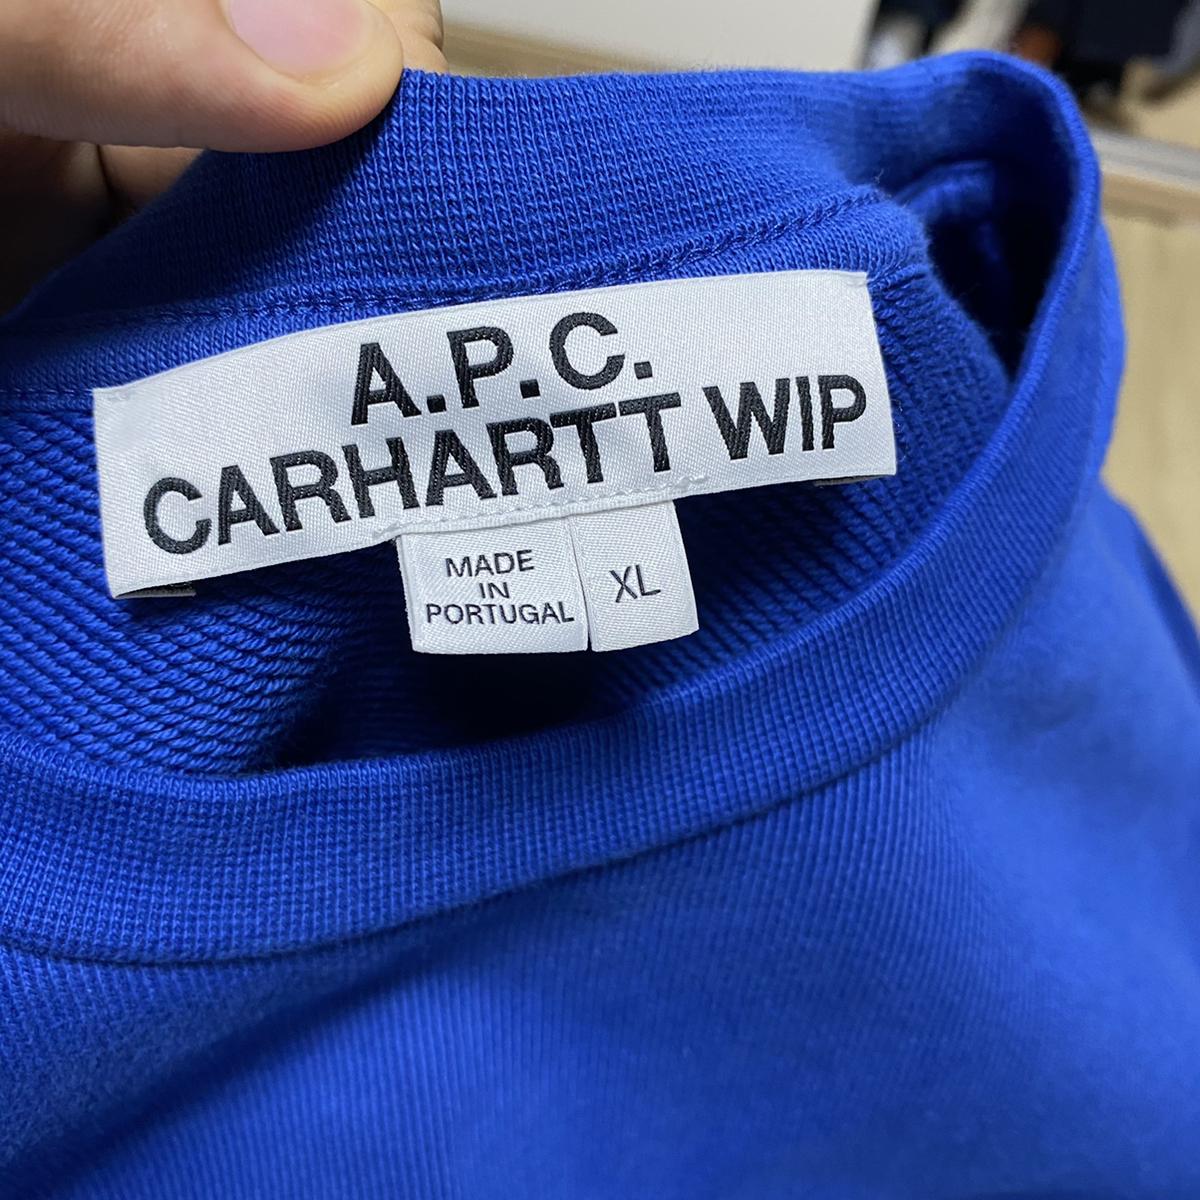 A.P.C.
CARHARTT WIP
MADE
IN
PORTUGAL
XL